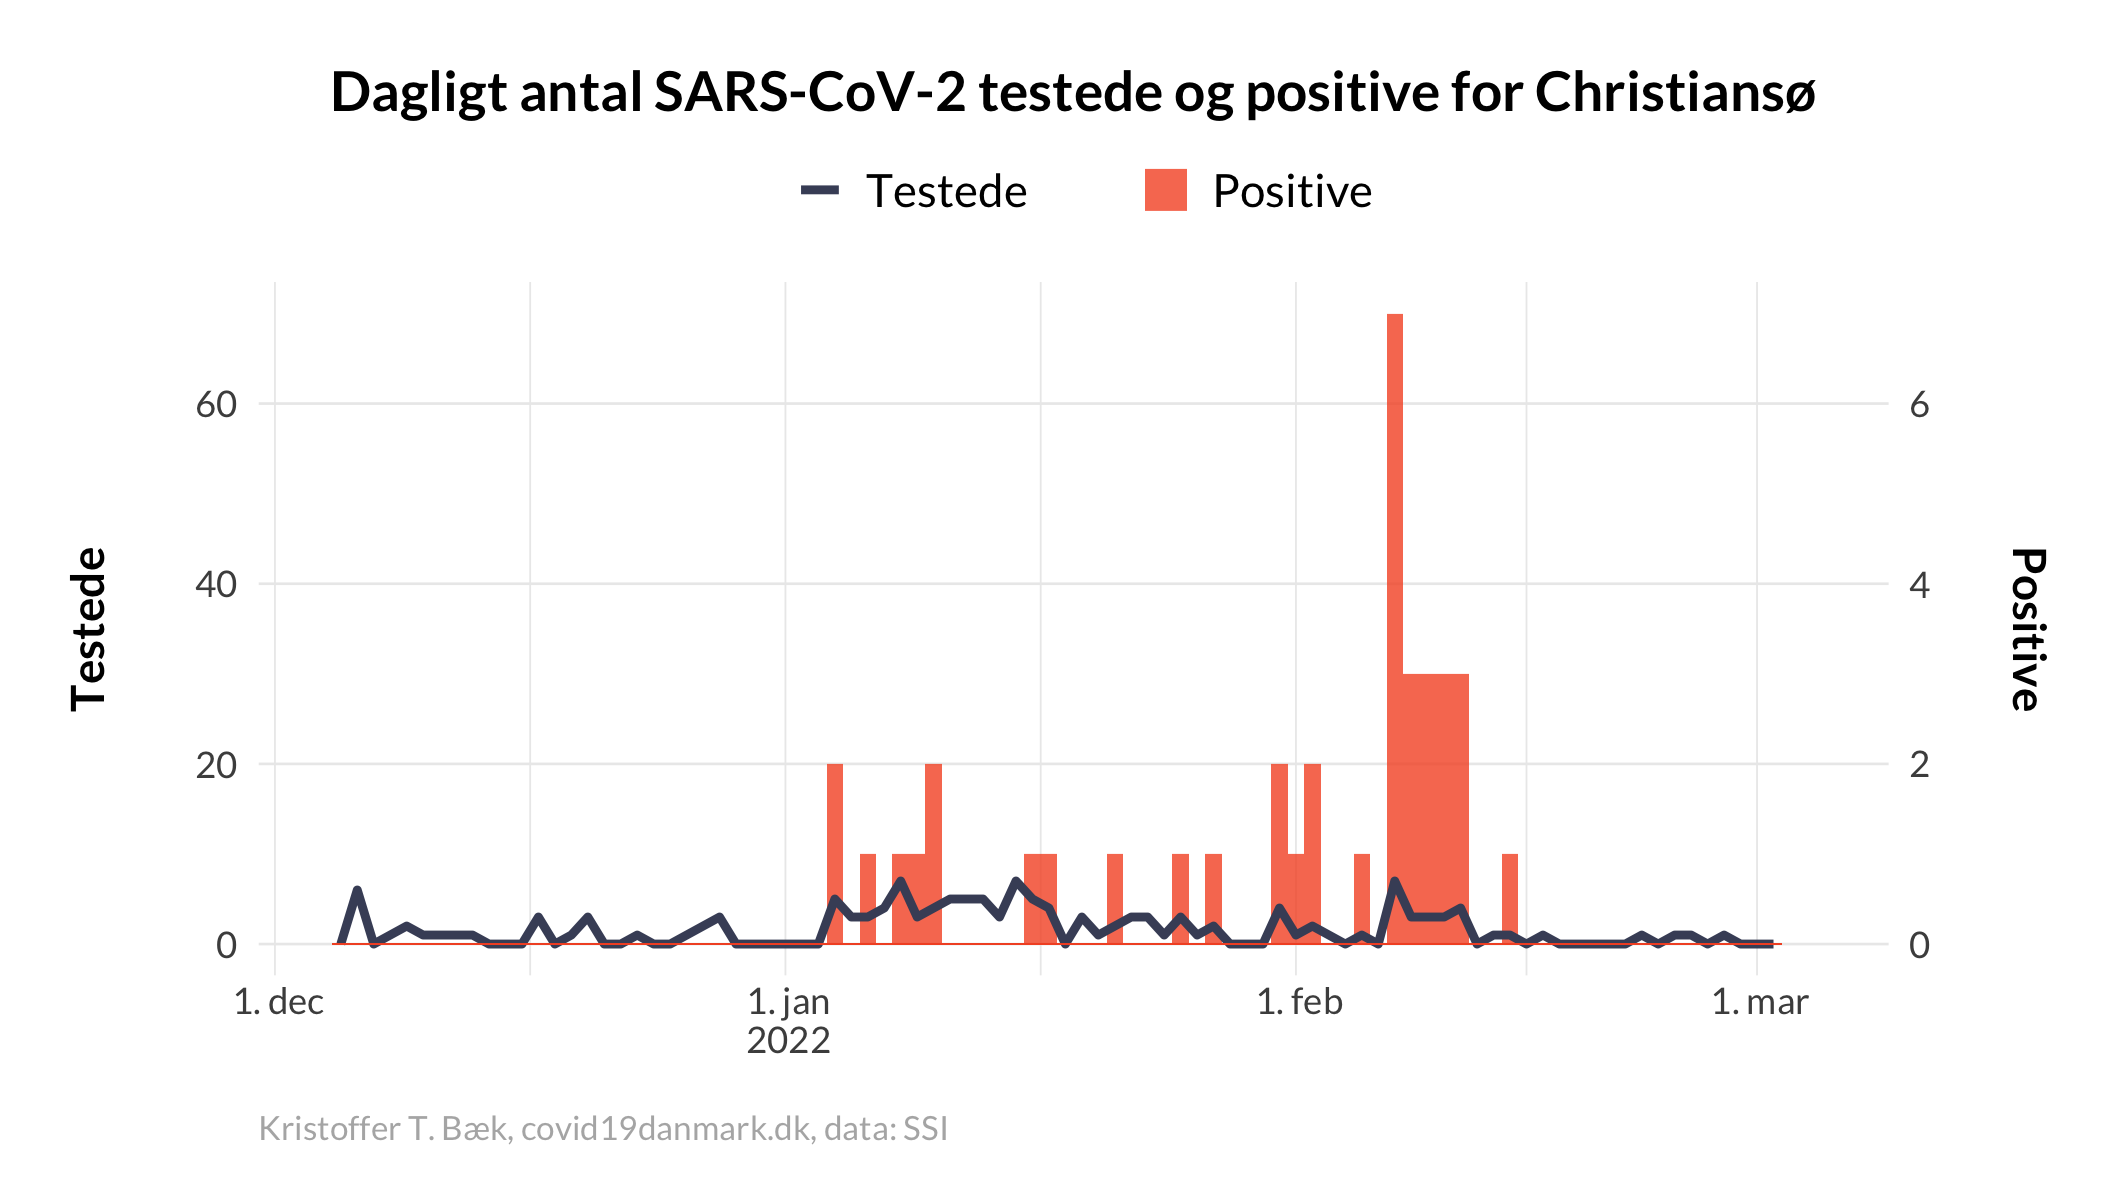 Dagligt antal SARS-CoV-2 testede og positive for Christiansø
Testede
Positive
60
40
20
0
6
4
2
0
Testede
Positive
1. dec
1. jan
2022
1. feb
1. mar
Kristoffer T. Bæk, covid19danmark.dk, data: SSI